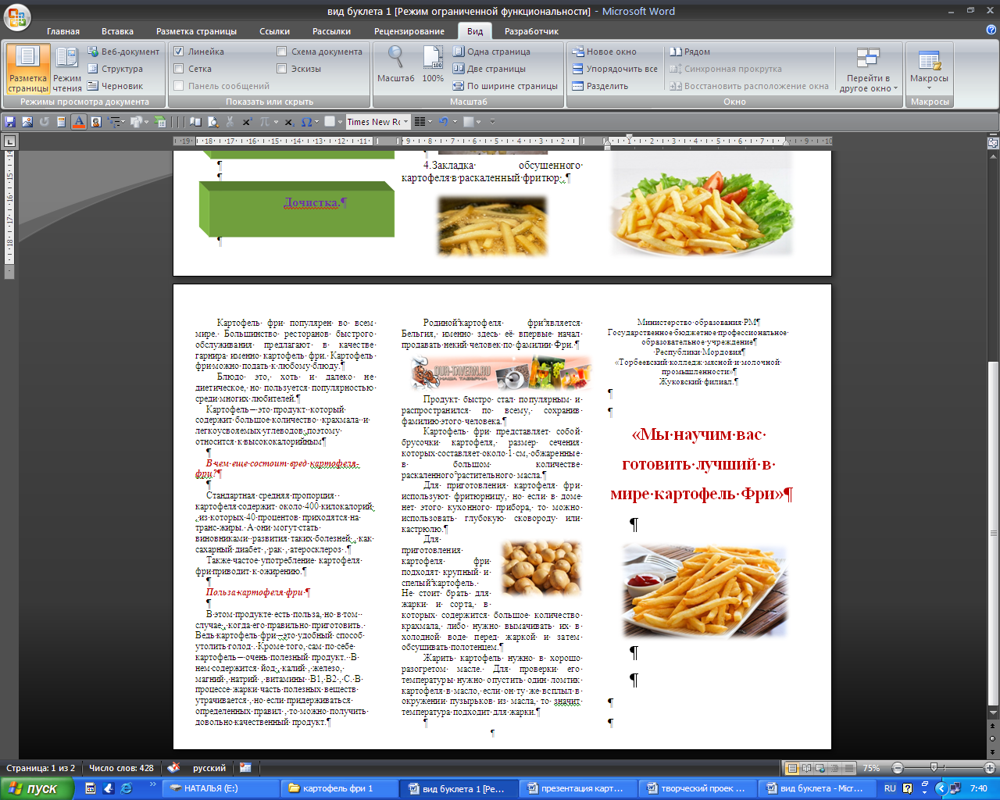 вид буклета 1 [Режим ограниченной функциональности] - Microsoft Word
Главная Вставка Разметка страницы Ссылки Рассылки Рецензирование Вид Разработчик
Разметка страницы
Режим чтения
Веб-документ
Структура
Черновик
Режимы просмотра документа
Линейка
Сетка
Панель сообщений
Схема документа
Эскизы
Показать или скрыть
Масштаб
100%
Одна страница
Две страницы
По ширине страницы
Масштаб
Новое окно
Упорядочить все
Разделить
Рядом
Синхронная прокрутка
Восстановить расположение окна
Перейти в другое окно
Окно
Макросы
Макросы
Times New Ro
Дочистка.
4.Закладка обсушенного
картофеля в раскаленный фритюр.
Картофель фри популярен во всем
мире. Большинство ресторанов быстрого
обслуживания предлагают в качестве
гарнира именно картофель фри. Картофель
фри можно подать к любому блюду.
Блюдо это, хоть и далеко не
диетическое, но пользуется популярностью
среди многих любителей.
Картофель – это продукт который
содержит большое количество крахмала и
легкоусвояемых углеводов ; поэтому
относится к высококалорийным
В чем еще состоит вред картофеля-
фри?
Стандартная средняя пропорция
картофеля содержит около 400 килокалорий
, из которых 40 процентов приходятся на
транс-жиры. А они могут стать
виновниками развития таких болезней , как
сахарный диабет , рак , атеросклероз .
Также частое употребление картофеля
фри приводит к ожирению.
Польза картофеля фри
В этом продукте есть польза, но в том
случае , когда его правильно приготовить.
Ведь картофель фри – это удобный способ
утолить голод . Кроме того, сам по себе
картофель – очень полезный продукт. В
нем содержится йод , калий , железо,
магний , натрий , витамины В1, В2 , С. В
процессе жарки часть полезных веществ
утрачивается , но если придерживаться
определенных правил , то можно получить
довольно качественный продукт.
Родиной картофеля фри является
Бельгия, именно здесь её впервые начал
продавать некий человек по фамилии Фри.
OUR-TAVERN.RU
НАША ТАВЕРНА
Продукт быстро стал популярным и
распространился по всему, сохранив
фамилию этого человека.
Картофель фри представляет собой
брусочки картофеля, размер сечения
которых составляет около 1 см, обжаренные
в большом количестве
раскаленного растительного масла.
Для приготовления картофеля фри
используют фритюрницу, но если в доме
нет этого кухонного прибора, то можно
использовать глубокую сковороду или
кастрюлю.
Для
приготовления
картофеля фри
подходят крупный и
спелый картофель.
Не стоит брать для
жарки и сорта, в
которых содержится большое количество
крахмала, либо нужно вымачивать их в
холодной воде перед жаркой и затем
обсушивать полотенцем.
Жарить картофель нужно в хорошо
разогретом масле. Для проверки его
температуры нужно опустить один ломтик
картофеля в масло, если он ту же всплыл в
окружении пузырьков из масла, то значит
температура подходит для жарки.
Министерство образования РМ
Государственное бюджетное профессиональное
образовательное учреждение
Республики Мордовия
«Торбеевский колледж мясной и молочной
промышленности»
Жуковский филиал.
«Мы научим вас
готовить лучший в
мире картофель Фри»
Страница: 1 из 2 Число слов: 428 русский 75%
пуск НАТАЛЬЯ (E:) картофель фри 1 вид буклета 1 [Ре... презентация карт... творческий проек ... вид буклета - Micr... RU 7:40